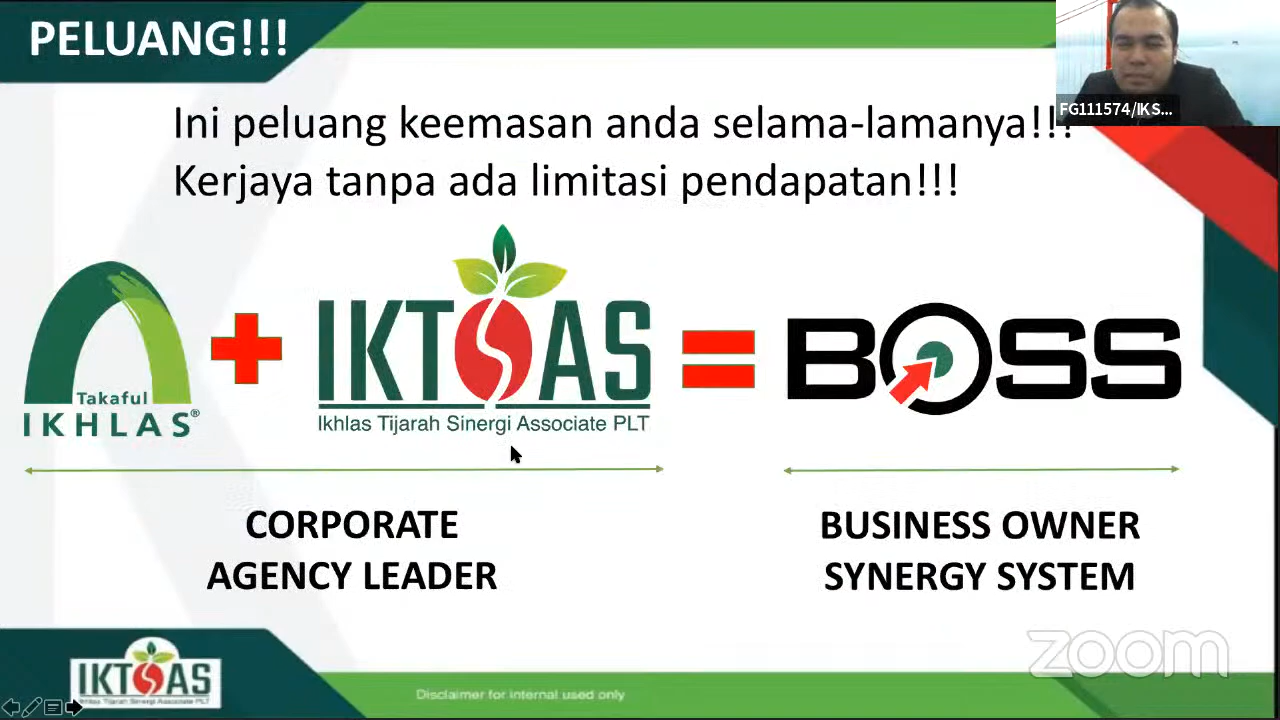 PELUANG!!!
FG111574/IKS...
Ini peluang keemasan anda selama-lamanya!!!
Kerjaya tanpa ada limitasi pendapatan!!!
Takaful
IKHLAS®
IKTSAS
Ikhlas Tijarah Sinergi Associate PLT
BOSS
CORPORATE
AGENCY LEADER
BUSINESS OWNER
SYNERGY SYSTEM
zoom
IKTSAS
Ikhlas Tijarah Sinergi Associate PLT
Disclaimer for internal used only